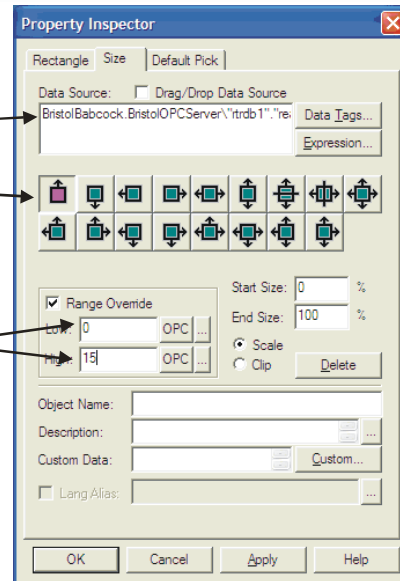 Property Inspector
Rectangle Size Default Pick
Data Source: Drag/Drop Data Source
BristolBabcock.BristolOPCServer\"rtrdb1"."rea
Data Tags...
Expression...
Range Override
Low: 0 OPC ...
High: 15 OPC ...
Start Size: 0 %
End Size: 100 %
Scale
Clip
Delete
Object Name:
Description: ...
Custom Data: Custom...
Lang Alias: ...
OK Cancel Apply Help